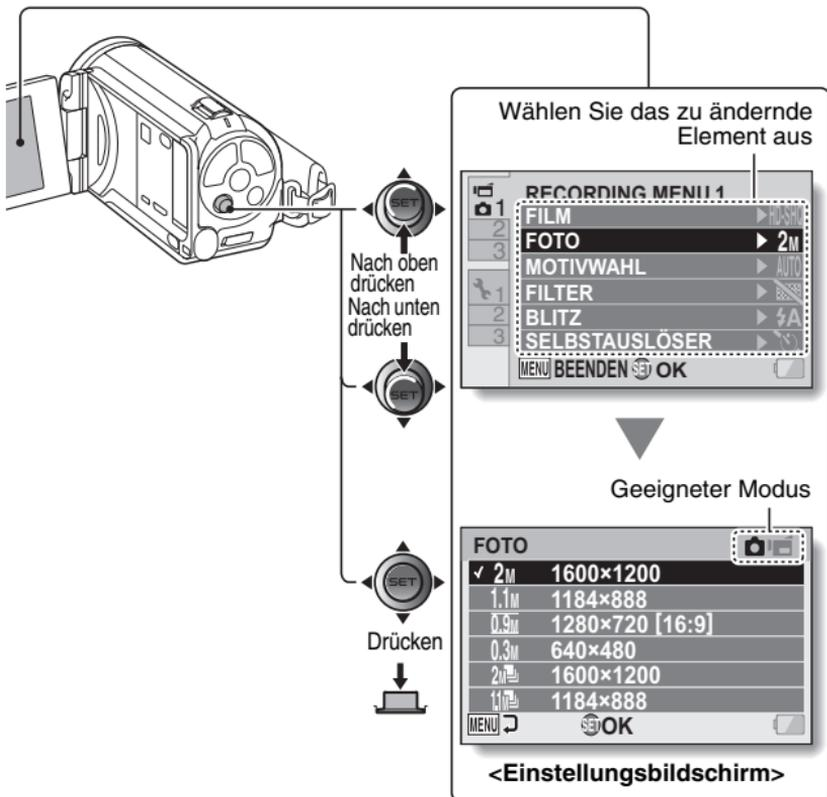 Wählen Sie das zu ändernde
Element aus
RECORDING MENU 1
1
2
3
1
2
3
FILM HD-SHQ
FOTO 2M
MOTIVWAHL AUTO
FILTER
BLITZ A
SELBSTAUSLÖSER
MENU BEENDEN SET OK
SET
Nach oben
drücken
Nach unten
drücken
SET
Geeigneter Modus
SET
Drücken
FOTO
✓ 2M 1600×1200
1.1M 1184×888
0.9M 1280×720 [16:9]
0.3M 640×480
2M 1600×1200
1.1M 1184×888
MENU SET OK
<Einstellungsbildschirm>